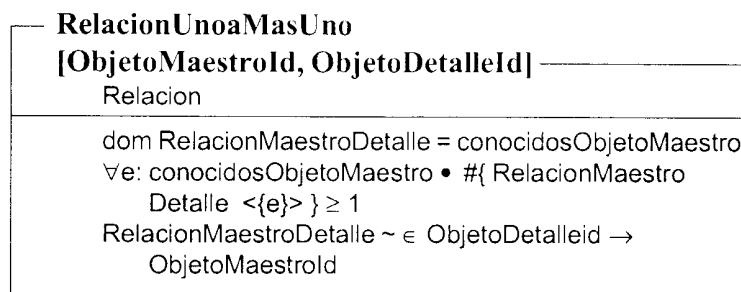 RelacionUnoaMasUno
[ObjetoMaestroId, ObjetoDetalleId]
Relacion
dom RelacionMaestroDetalle = conocidosObjetoMaestro
∀e: conocidosObjetoMaestro • #{ RelacionMaestro
Detalle <{e}> } ≥ 1
RelacionMaestroDetalle ~ ∈ ObjetoDetalleid →
ObjetoMaestroId